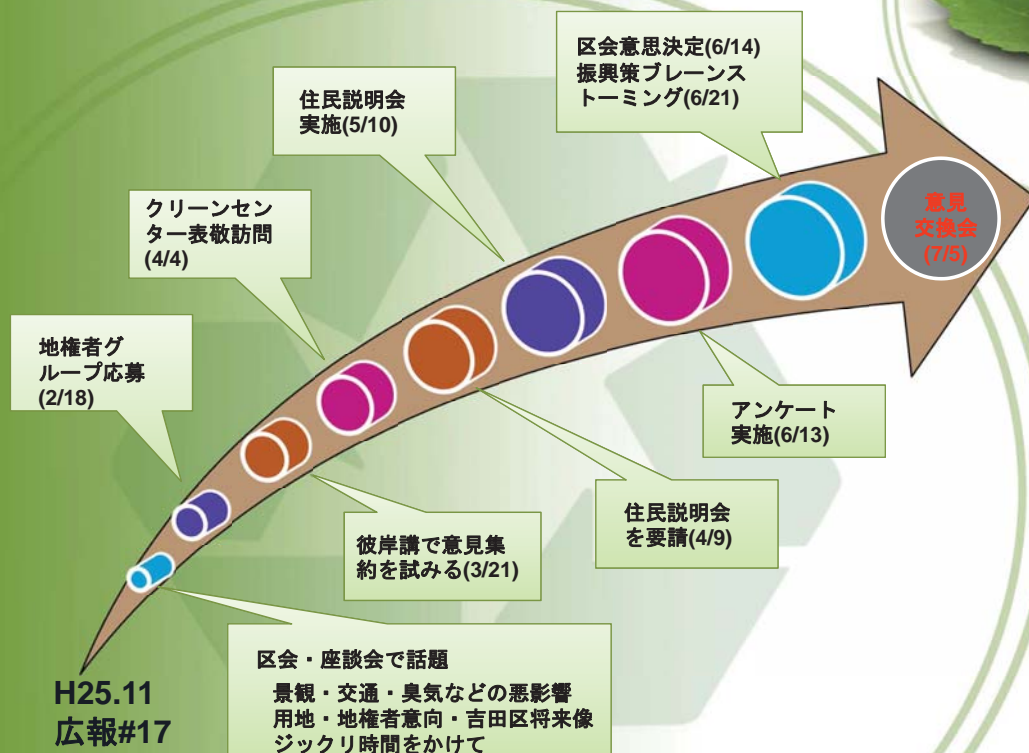 区会意思決定(6/14)
振興策ブレーンス
トーミング(6/21)
住民説明会
実施(5/10)
クリーンセン
ター表敬訪問
(4/4)
地権者グ
ループ応募
(2/18)
意見
交換会
(7/5)
アンケート
実施(6/13)
住民説明会
を要請(4/9)
彼岸講で意見集
約を試みる(3/21)
区会・座談会で話題
景観・交通・臭気などの悪影響
用地・地権者意向・吉田区将来像
ジックリ時間をかけて
H25.11
広報#17